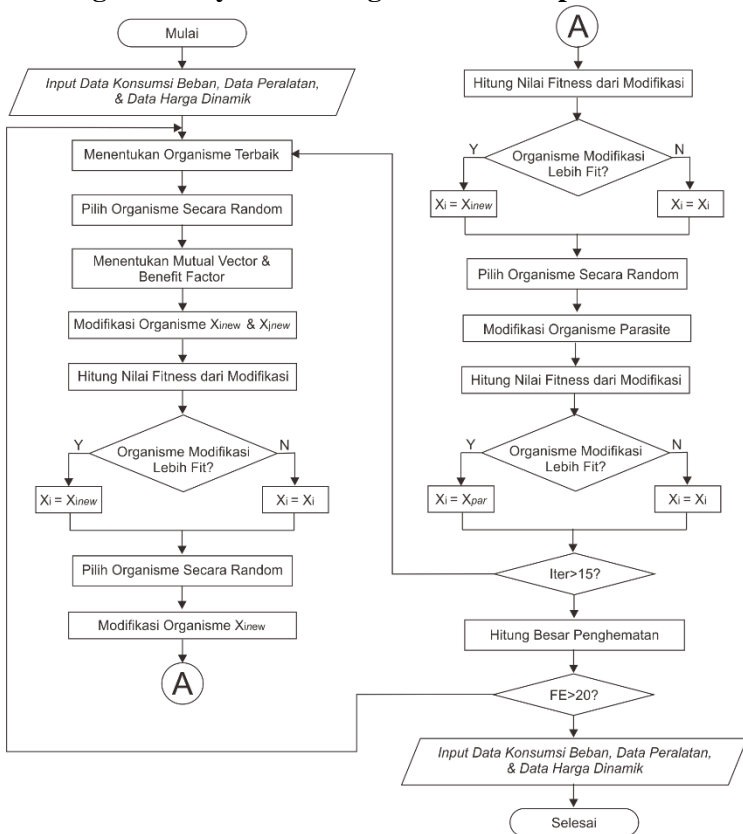 Mulai
Input Data Konsumsi Beban, Data Peralatan,
& Data Harga Dinamik
Menentukan Organisme Terbaik
Pilih Organisme Secara Random
Menentukan Mutual Vector &
Benefit Factor
Modifikasi Organisme Xinew & Xjnew
Hitung Nilai Fitness dari Modifikasi
Organisme Modifikasi
Lebih Fit?
Y
N
Xi = Xinew
Xi = Xi
Pilih Organisme Secara Random
Modifikasi Organisme Xinew
A
A
Hitung Nilai Fitness dari Modifikasi
Organisme Modifikasi
Lebih Fit?
Y
N
Xi = Xinew
Xi = Xi
Pilih Organisme Secara Random
Modifikasi Organisme Parasite
Hitung Nilai Fitness dari Modifikasi
Organisme Modifikasi
Lebih Fit?
Y
N
Xi = Xpar
Xi = Xi
Iter>15?
Hitung Besar Penghematan
FE>20?
Input Data Konsumsi Beban, Data Peralatan,
& Data Harga Dinamik
Selesai